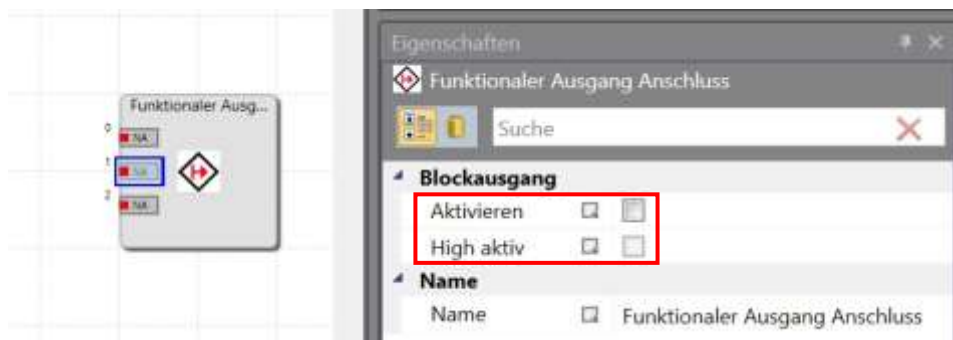 Funktionaler Ausg...
0
NA
1
NA
2
NA
Eigenschaften
Funktionaler Ausgang Anschluss
Suche
Blockausgang
Aktivieren
High aktiv
Name
Name Funktionaler Ausgang Anschluss